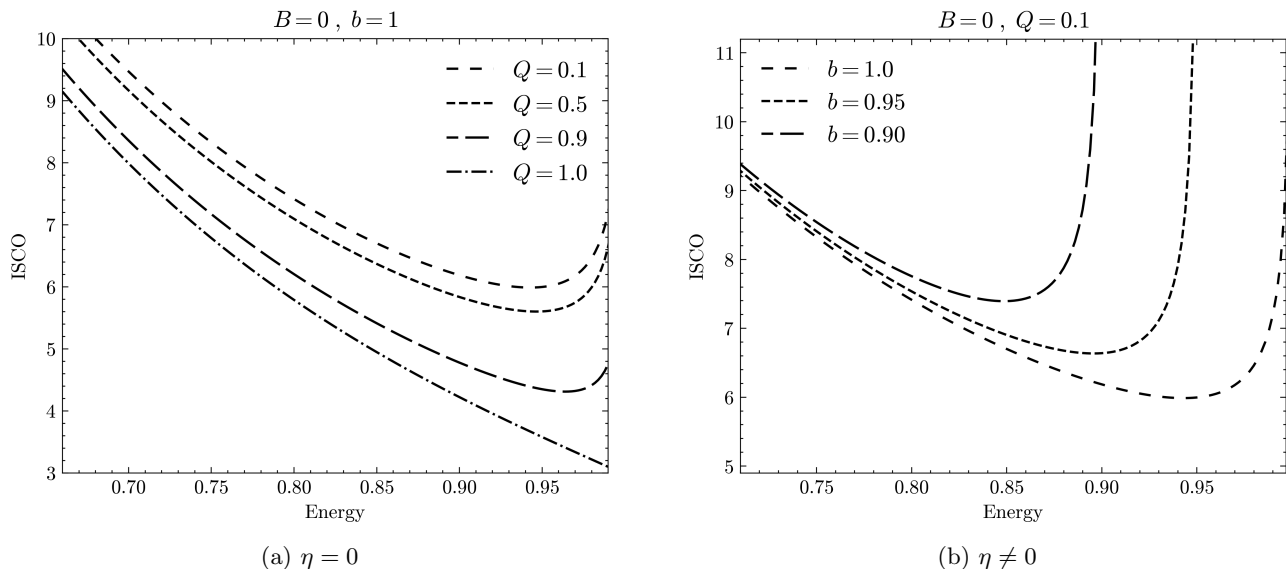 B = 0 , b = 1
ISCO
10
9
8
7
6
5
4
3
Q = 0.1
Q = 0.5
Q = 0.9
Q = 1.0
0.70 0.75 0.80 0.85 0.90 0.95
Energy
(a) η = 0
B = 0 , Q = 0.1
ISCO
11
10
9
8
7
6
5
b = 1.0
b = 0.95
b = 0.90
0.75 0.80 0.85 0.90 0.95
Energy
(b) η ≠ 0